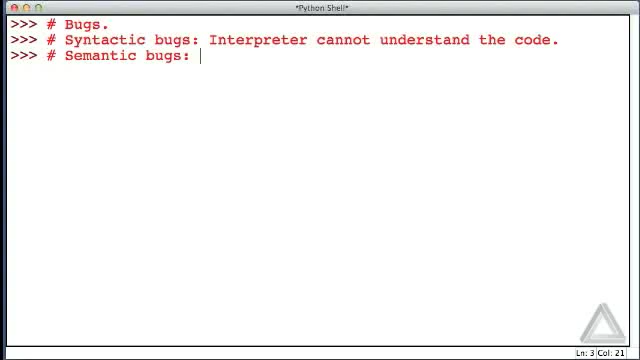 *Python Shell*
>>> # Bugs.
>>> # Syntactic bugs: Interpreter cannot understand the code.
>>> # Semantic bugs:
Ln: 3 Col: 21